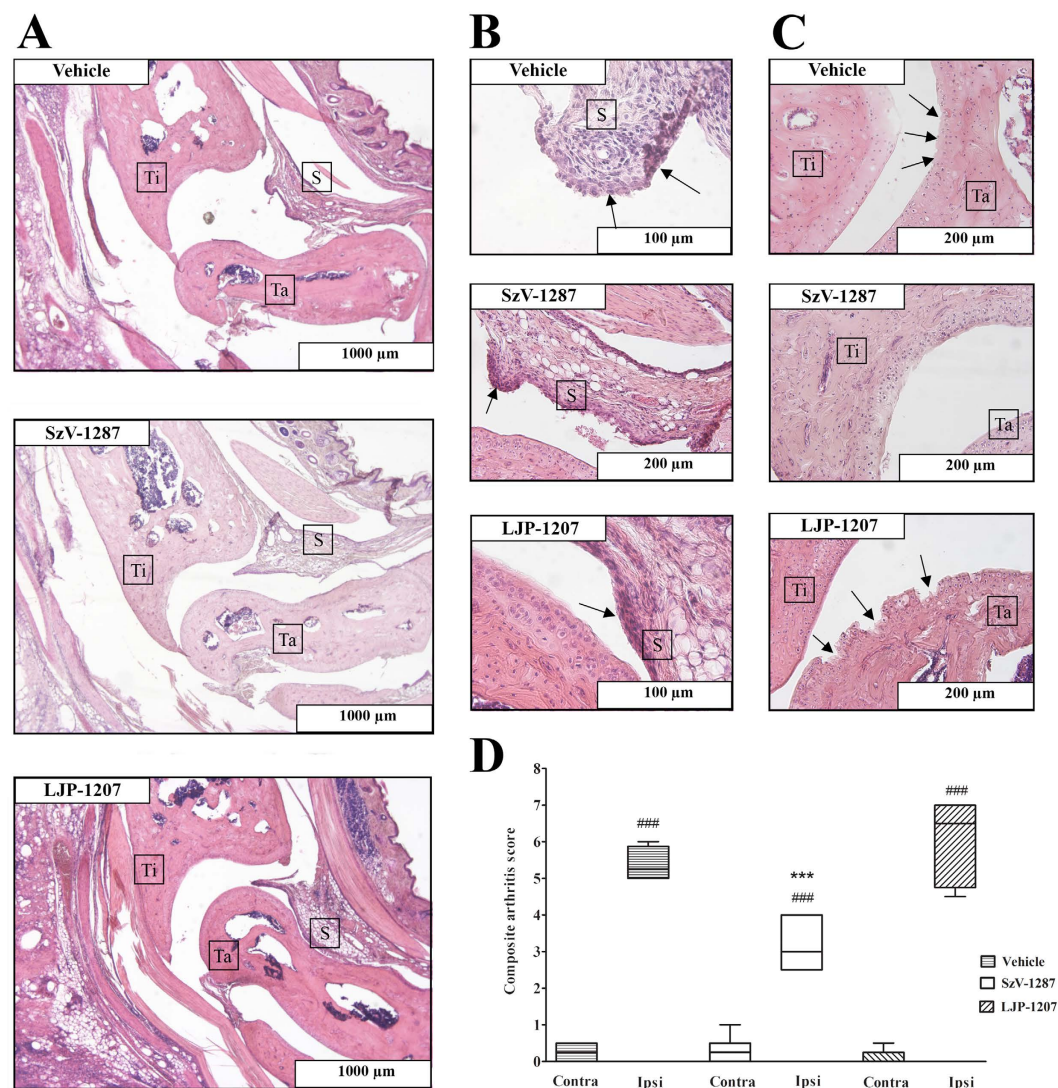 A
Vehicle
Ti
S
Ta
1000 µm
SzV-1287
S
Ti
Ta
1000 µm
LJP-1207
Ti
S
Ta
1000 µm
B
Vehicle
S
100 µm
SzV-1287
S
200 µm
LJP-1207
S
100 µm
C
Vehicle
Ti
Ta
200 µm
SzV-1287
Ti
Ta
200 µm
LJP-1207
Ti
Ta
200 µm
D
Composite arthritis score
8
7
6
5
4
3
2
1
0
###
***
###
###
Vehicle
SzV-1287
LJP-1207
Contra Ipsi Contra Ipsi Contra Ipsi